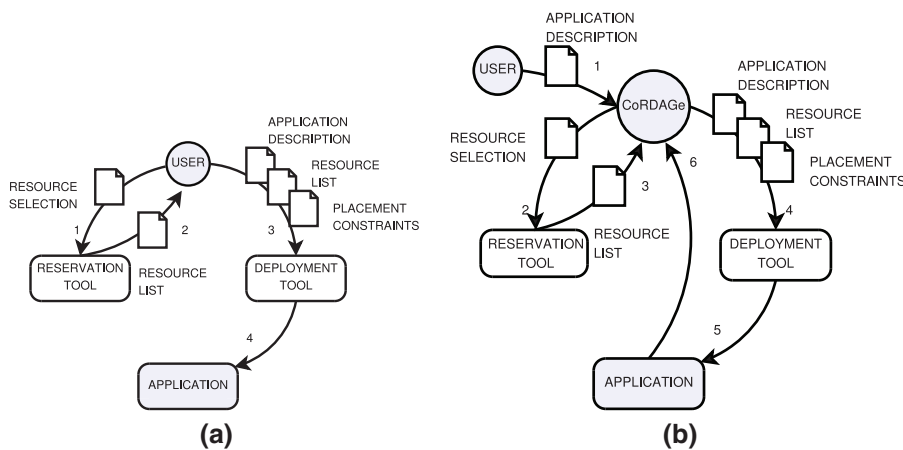 APPLICATION
DESCRIPTION
USER
RESOURCE
LIST
RESOURCE
SELECTION
PLACEMENT
CONSTRAINTS
1
2
3
RESERVATION
TOOL
RESOURCE
LIST
DEPLOYMENT
TOOL
4
APPLICATION
(a)
APPLICATION
DESCRIPTION
USER
1
CoRDAGe
APPLICATION
DESCRIPTION
RESOURCE
LIST
RESOURCE
SELECTION
PLACEMENT
CONSTRAINTS
6
3
2
4
RESERVATION
TOOL
RESOURCE
LIST
DEPLOYMENT
TOOL
5
APPLICATION
(b)